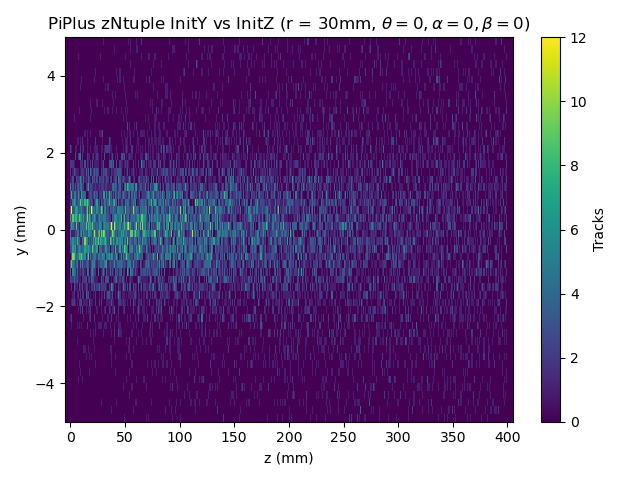 PiPlus zNtuple InitY vs InitZ (r = 30mm, θ = 0, α = 0, β = 0)
4
2
0
−2
−4
y (mm)
0 50 100 150 200 250 300 350 400
z (mm)
12
10
8
6
4
2
0
Tracks